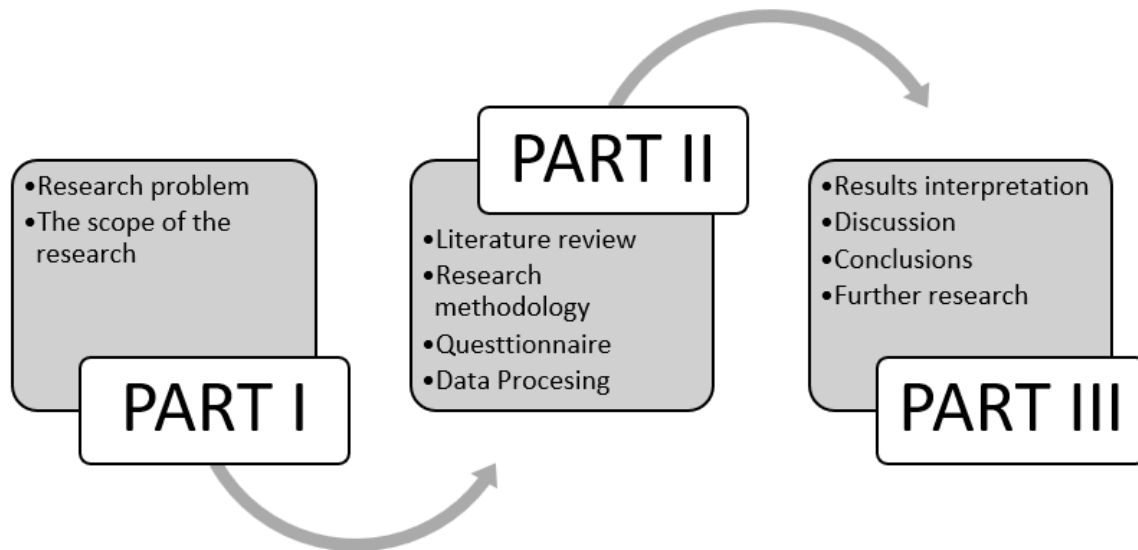 •Research problem
•The scope of the
research
PART I
PART II
•Literature review
•Research
methodology
•Questtionnaire
•Data Procesing
•Results interpretation
•Discussion
•Conclusions
•Further research
PART III